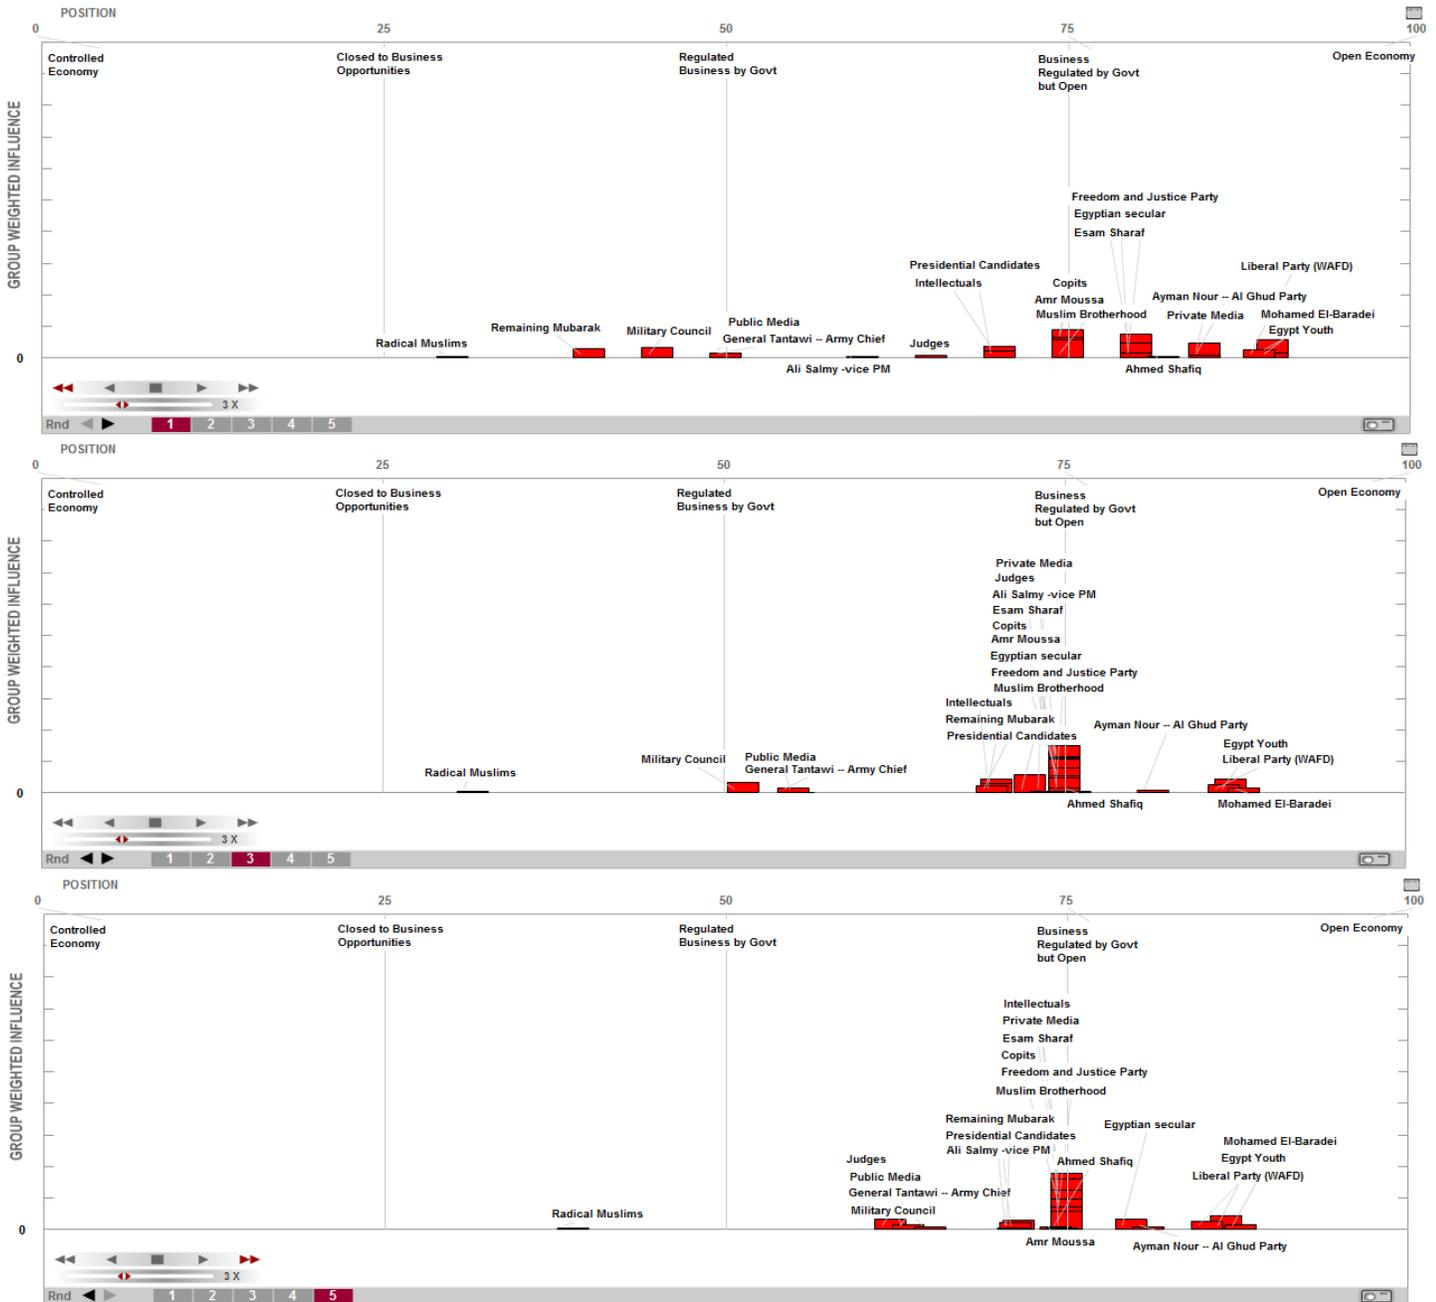 POSITION
0 25 50 75 100
Controlled
Economy
Closed to Business
Opportunities
Regulated
Business by Govt
Business
Regulated by Govt
but Open
Open Economy
GROUP WEIGHTED INFLUENCE
Freedom and Justice Party
Egyptian secular
Esam Sharaf
Presidential Candidates
Liberal Party (WAFD)
Intellectuals
Copits
Amr Moussa
Ayman Nour -- Al Ghud Party
Muslim Brotherhood
Private Media
Mohamed El-Baradei
Public Media
Remaining Mubarak
Military Council
Egypt Youth
General Tantawi -- Army Chief
Radical Muslims
Judges
0
Ali Salmy -vice PM
Ahmed Shafiq
3 X
Rnd 1 2 3 4 5
POSITION
0 25 50 75 100
Controlled
Economy
Closed to Business
Opportunities
Regulated
Business by Govt
Business
Regulated by Govt
but Open
Open Economy
GROUP WEIGHTED INFLUENCE
Private Media
Judges
Ali Salmy -vice PM
Esam Sharaf
Copits
Amr Moussa
Egyptian secular
Freedom and Justice Party
Muslim Brotherhood
Intellectuals
Remaining Mubarak
Ayman Nour -- Al Ghud Party
Presidential Candidates
Egypt Youth
Military Council
Public Media
Liberal Party (WAFD)
General Tantawi -- Army Chief
Radical Muslims
0
Ahmed Shafiq
Mohamed El-Baradei
3 X
Rnd 1 2 3 4 5
POSITION
0 25 50 75 100
Controlled
Economy
Closed to Business
Opportunities
Regulated
Business by Govt
Business
Regulated by Govt
but Open
Open Economy
GROUP WEIGHTED INFLUENCE
Intellectuals
Private Media
Esam Sharaf
Copits
Freedom and Justice Party
Muslim Brotherhood
Remaining Mubarak
Egyptian secular
Presidential Candidates
Mohamed El-Baradei
Ali Salmy -vice PM
Judges
Ahmed Shafiq
Egypt Youth
Public Media
Liberal Party (WAFD)
General Tantawi -- Army Chief
Military Council
Radical Muslims
0
Amr Moussa
Ayman Nour -- Al Ghud Party
3 X
Rnd 1 2 3 4 5